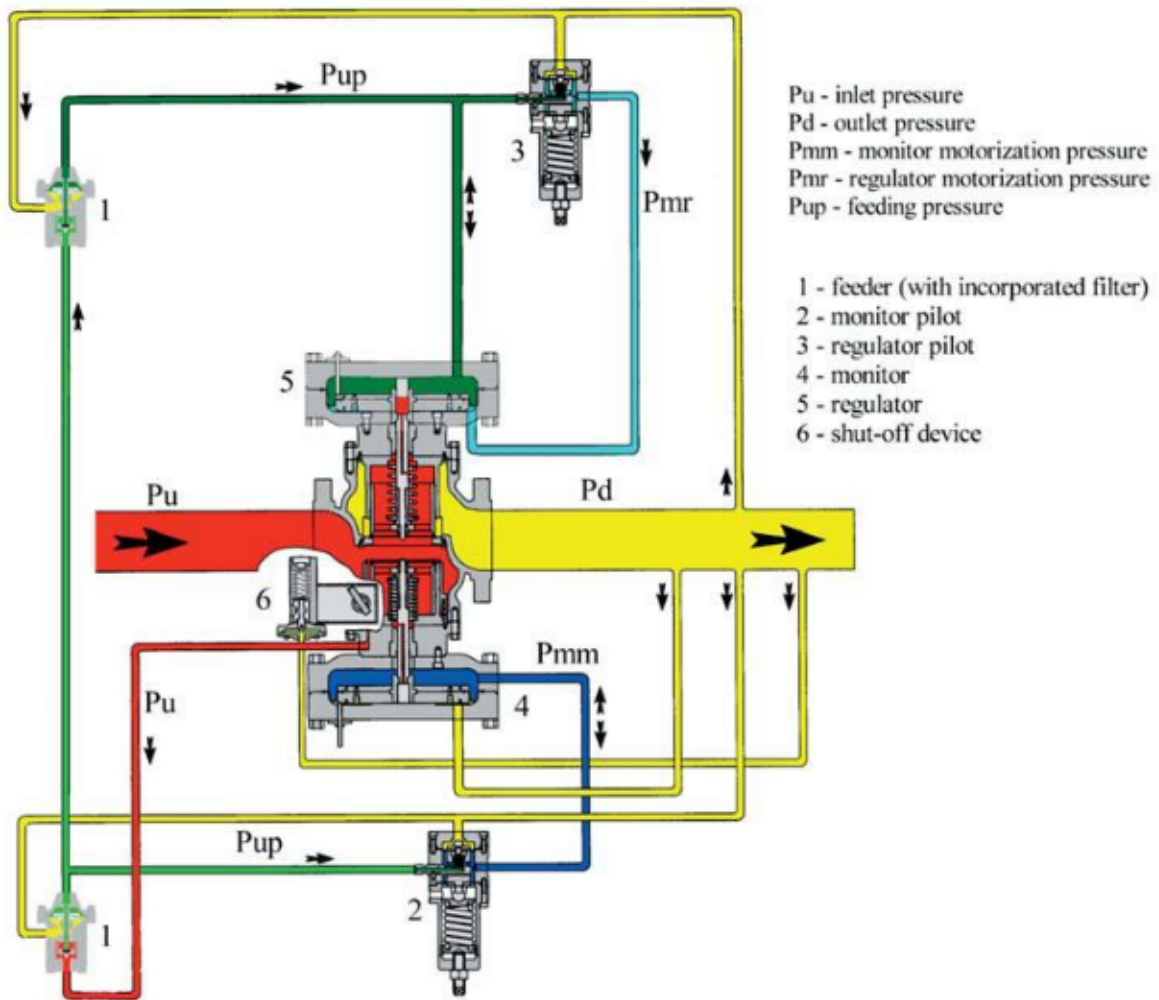 Pup
3
Pu - inlet pressure
Pd - outlet pressure
Pmm - monitor motorization pressure
Pmr - regulator motorization pressure
Pup - feeding pressure
1
Pmr
1 - feeder (with incorporated filter)
2 - monitor pilot
3 - regulator pilot
4 - monitor
5 - regulator
6 - shut-off device
5
Pu
Pd
6
Pmm
Pu
4
Pup
2
1